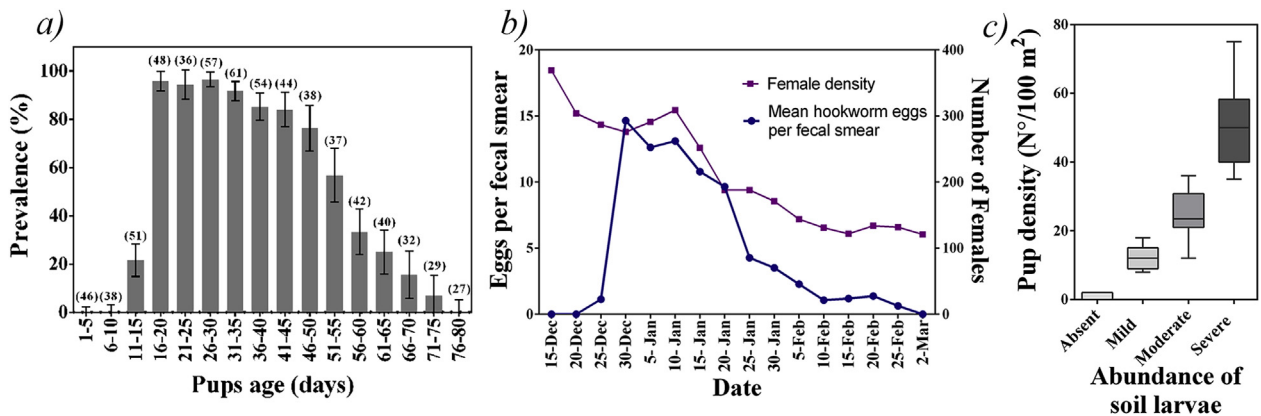 a)
Prevalence (%)
100
80
60
40
20
0
(46)
(38)
(51)
(48)
(36)
(57)
(61)
(54)
(44)
(38)
(37)
(42)
(40)
(32)
(29)
(27)
1-5
6-10
11-15
16-20
21-25
26-30
31-35
36-40
41-45
46-50
51-55
56-60
61-65
66-70
71-75
76-80
Pups age (days)
b)
Eggs per fecal smear
20
15
10
5
0
Female density
Mean hookworm eggs
per fecal smear
400
300
200
100
0
Number of Females
15-Dec
20-Dec
25-Dec
30-Dec
5- Jan
10- Jan
15- Jan
20- Jan
25- Jan
30- Jan
5-Feb
10-Feb
15-Feb
20-Feb
25-Feb
2-Mar
Date
c)
Pup density (N°/100 m²)
80
60
40
20
0
Absent
Mild
Moderate
Severe
Abundance of
soil larvae